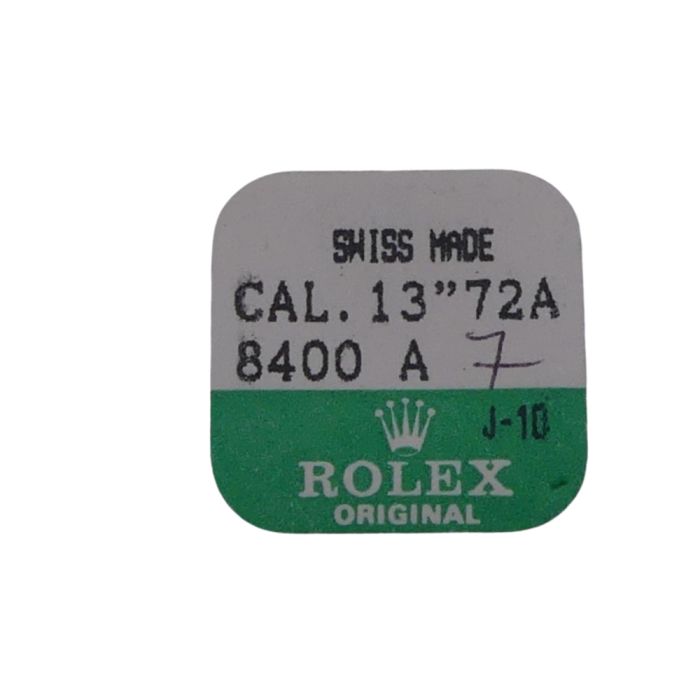 SWISS MADE
CAL. 13”72A
8400 A 7
J-10
ROLEX
ORIGINAL